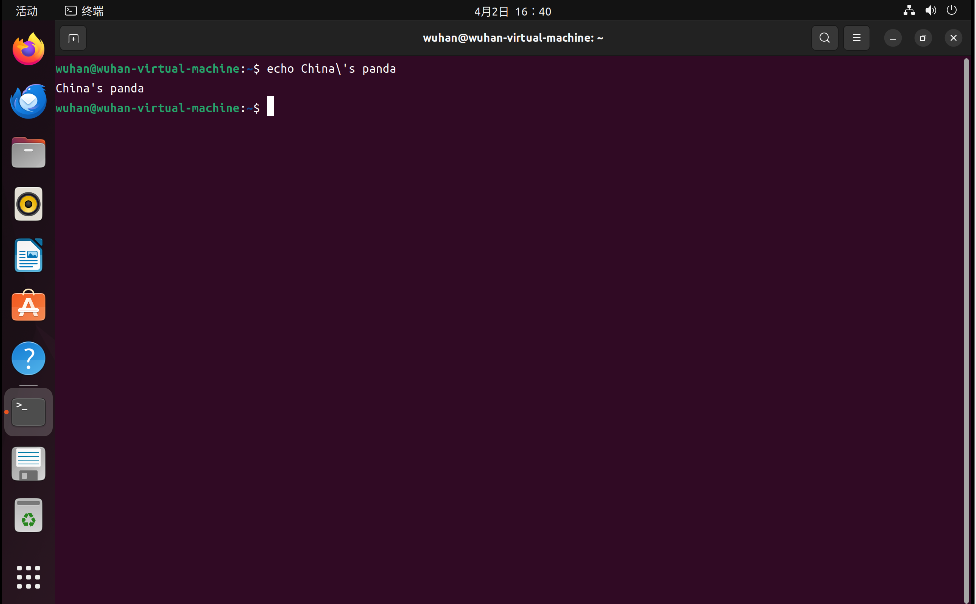 活动 终端 4月2日 16：40
wuhan@wuhan-virtual-machine: ~
wuhan@wuhan-virtual-machine:~$ echo China\'s panda
China's panda
wuhan@wuhan-virtual-machine:~$